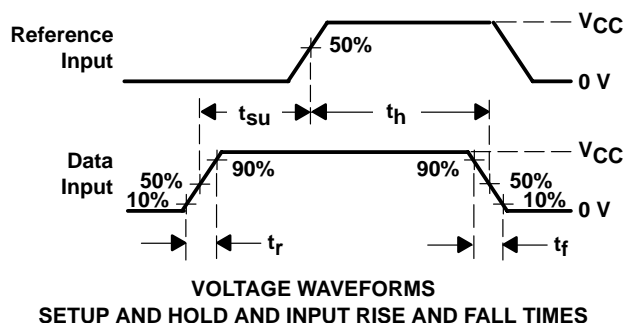 Reference
Input
50%
VCC
0 V
tsu
th
Data
Input
50%
10%
90%
90%
VCC
50%
10%
0 V
tr
tf
VOLTAGE WAVEFORMS
SETUP AND HOLD AND INPUT RISE AND FALL TIMES